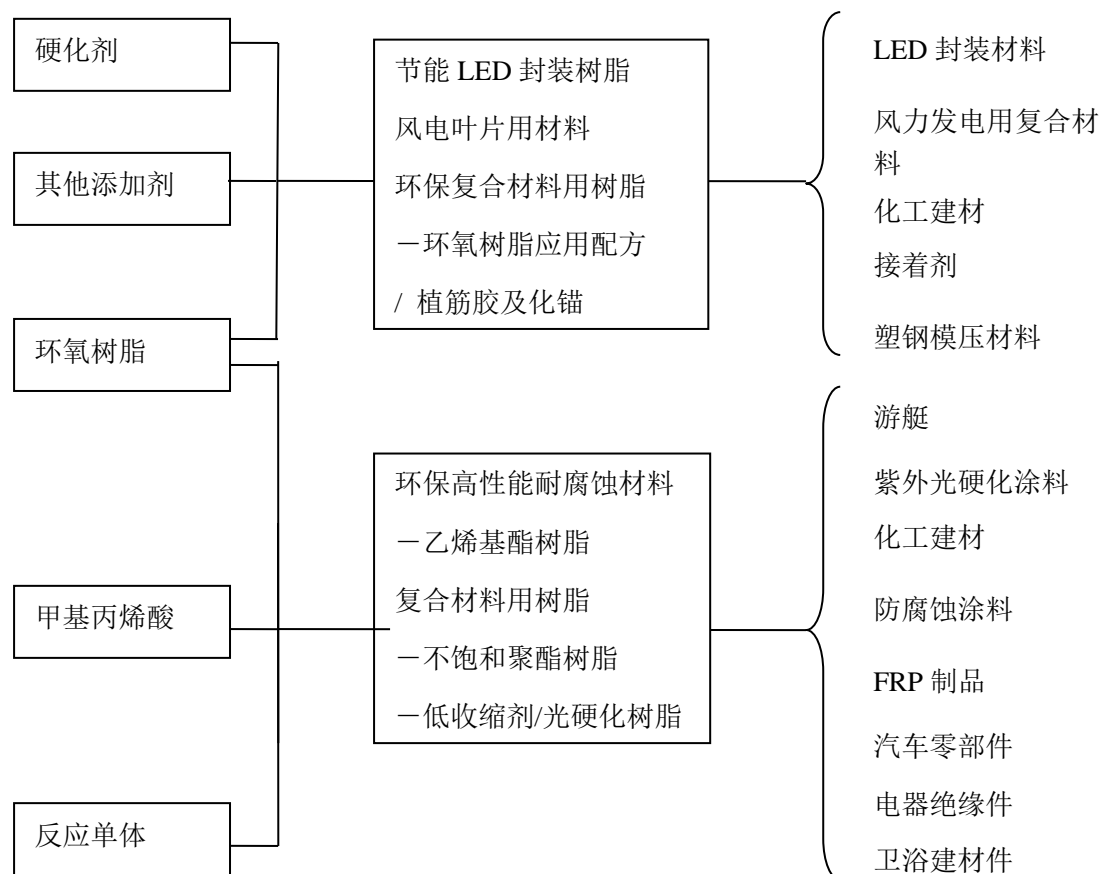 硬化剂
其他添加剂
环氧树脂
甲基丙烯酸
反应单体
节能 LED 封装树脂
风电叶片用材料
环保复合材料用树脂
－环氧树脂应用配方
/ 植筋胶及化锚
环保高性能耐腐蚀材料
－乙烯基酯树脂
复合材料用树脂
－不饱和聚酯树脂
－低收缩剂/光硬化树脂
LED 封装材料
风力发电用复合材
料
化工建材
接着剂
塑钢模压材料
游艇
紫外光硬化涂料
化工建材
防腐蚀涂料
FRP 制品
汽车零部件
电器绝缘件
卫浴建材件